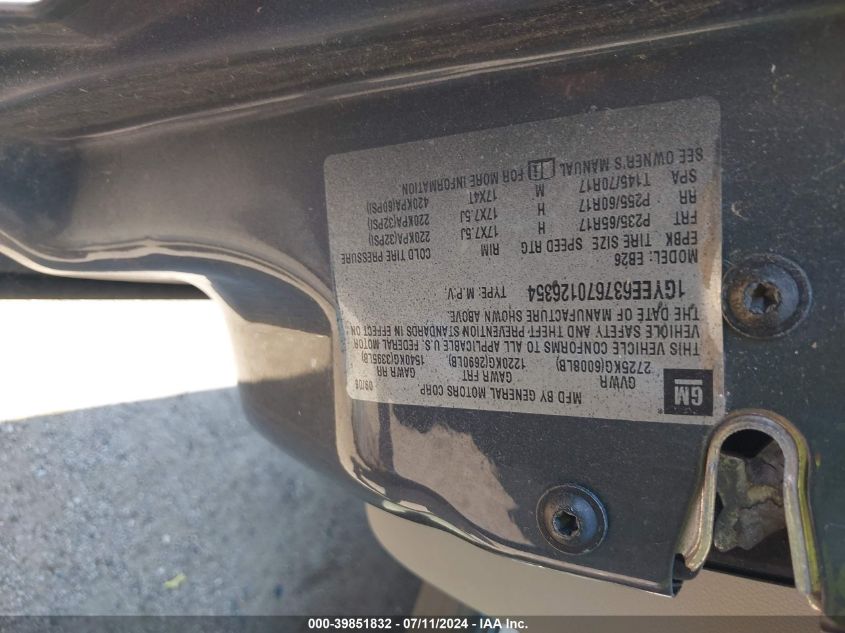 GM
MFD BY GENERAL MOTORS CORP
09/06
GVWR GAWR FRT GAWR RR
2725KG(6008LB) 1220KG(2690LB) 1540KG(3395LB)
THIS VEHICLE CONFORMS TO ALL APPLICABLE U.S. FEDERAL MOTOR
VEHICLE SAFETY AND THEFT PREVENTION STANDARDS IN EFFECT ON
THE DATE OF MANUFACTURE SHOWN ABOVE.
1GYEE637670126354 TYPE: M.P.V.
MODEL: EB26
EPBK TIRE SIZE SPEED RTG RIM COLD TIRE PRESSURE
FRT P235/65R17 H 17X7.5J 220KPA(32PSI)
RR P255/60R17 H 17X7.5J 220KPA(32PSI)
SPA T145/70R17 M 17X4T 420KPA(60PSI)
SEE OWNER'S MANUAL FOR MORE INFORMATION
000-39851832 - 07/11/2024 - IAA Inc.